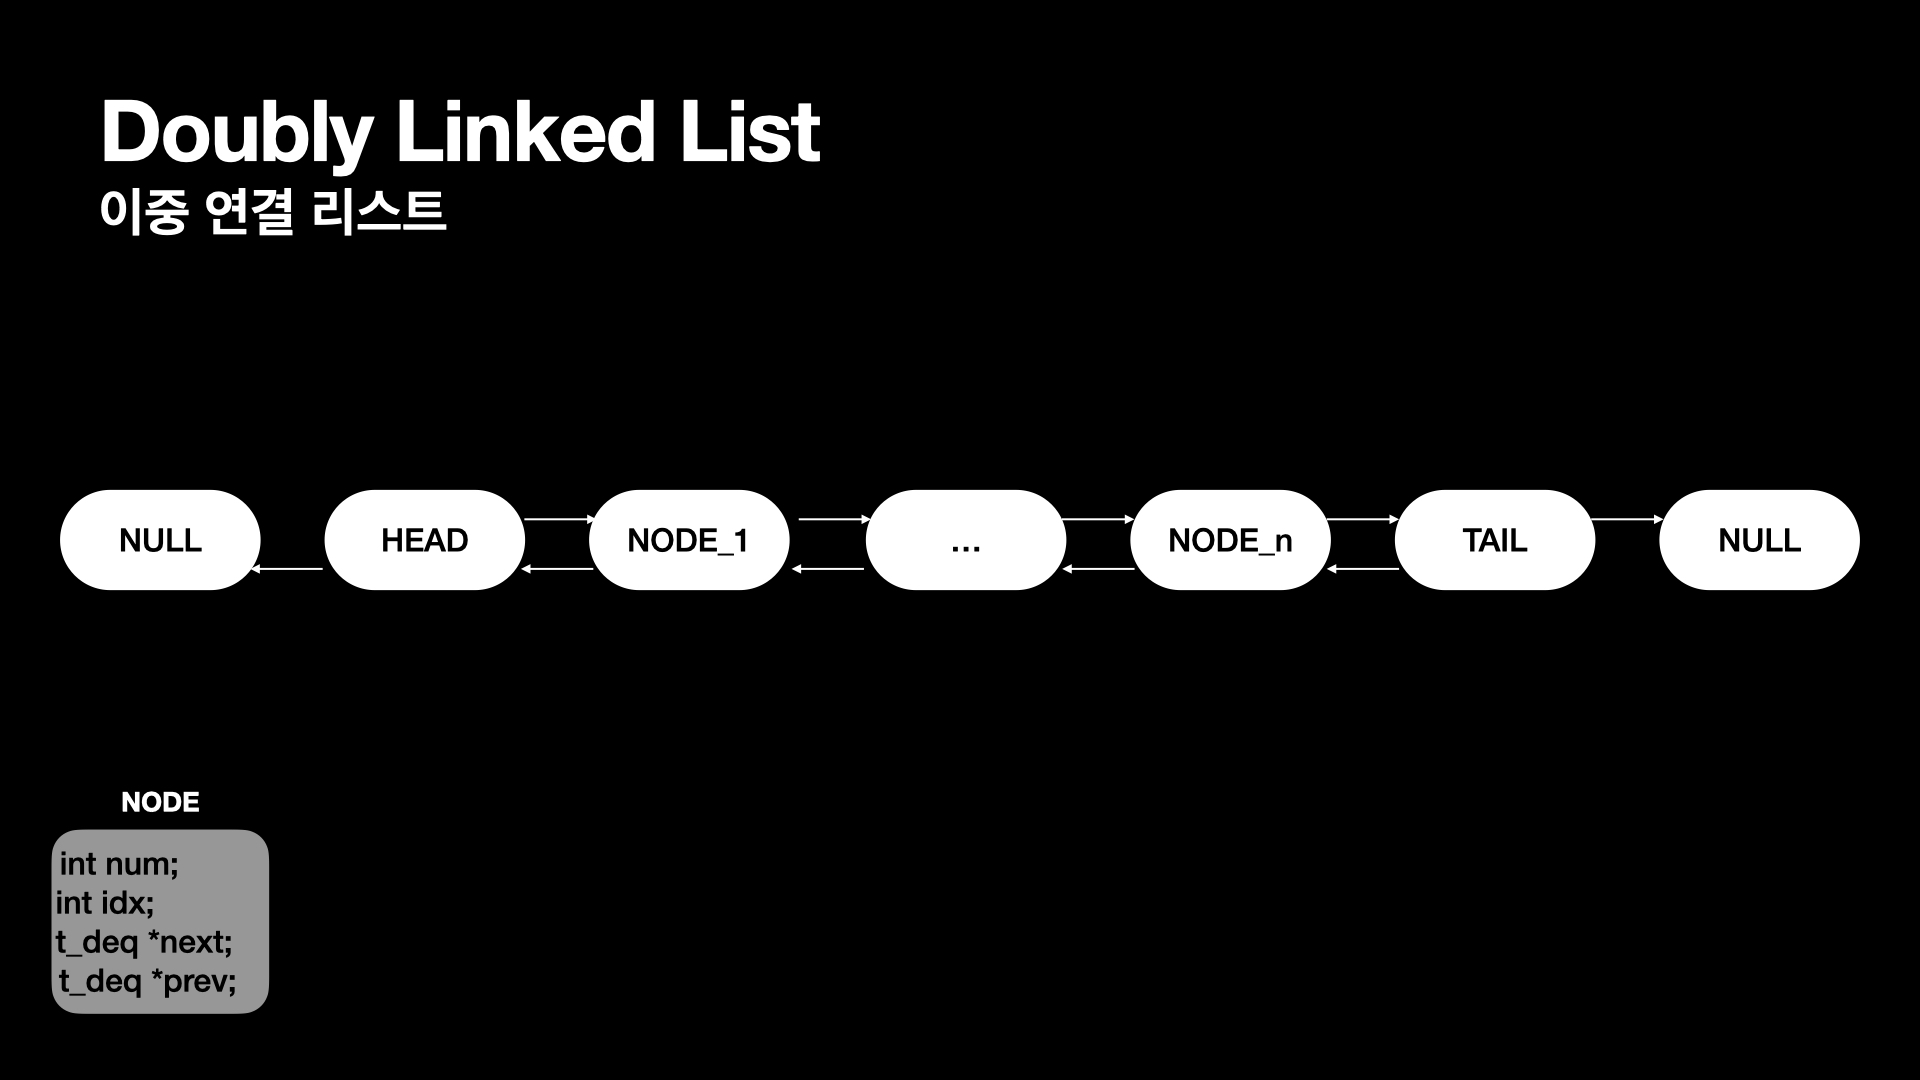 Doubly Linked List
이중 연결 리스트
NULL HEAD NODE_1 ... NODE_n TAIL NULL
NODE
int num;
int idx;
t_deq *next;
t_deq *prev;